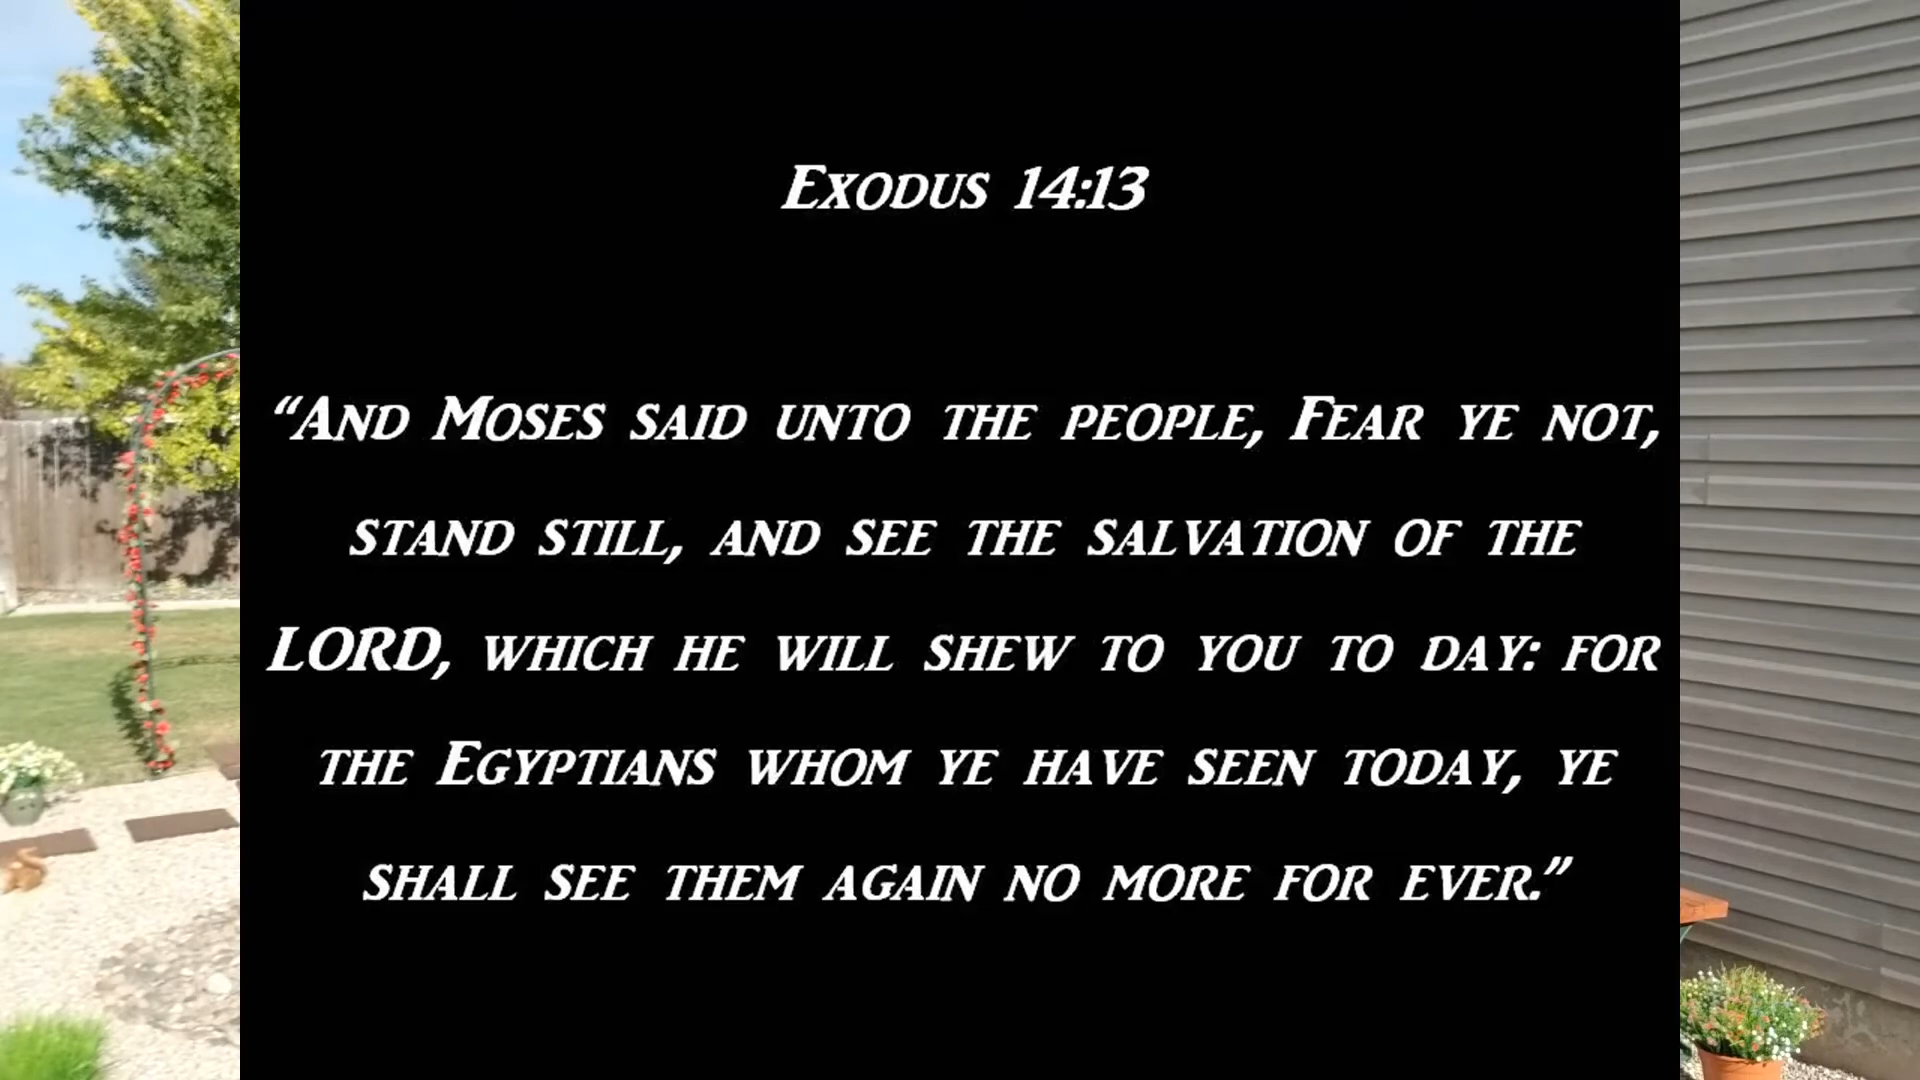 Exodus 14:13
“And Moses said unto the people, Fear ye not,
stand still, and see the salvation of the
LORD, which he will shew to you to day: for
the Egyptians whom ye have seen today, ye
shall see them again no more for ever.”